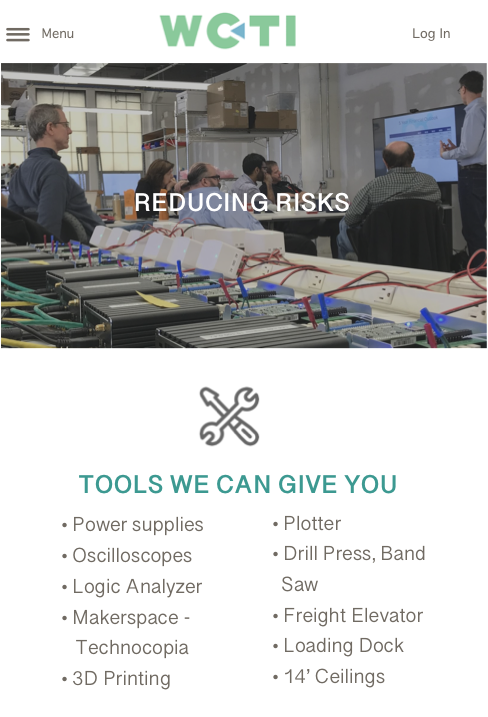 Menu
WCTI
Log In
REDUCING RISKS
TOOLS WE CAN GIVE YOU
• Power supplies
• Oscilloscopes
• Logic Analyzer
• Makerspace -
Technocopia
• 3D Printing
• Plotter
• Drill Press, Band
Saw
• Freight Elevator
• Loading Dock
• 14’ Ceilings